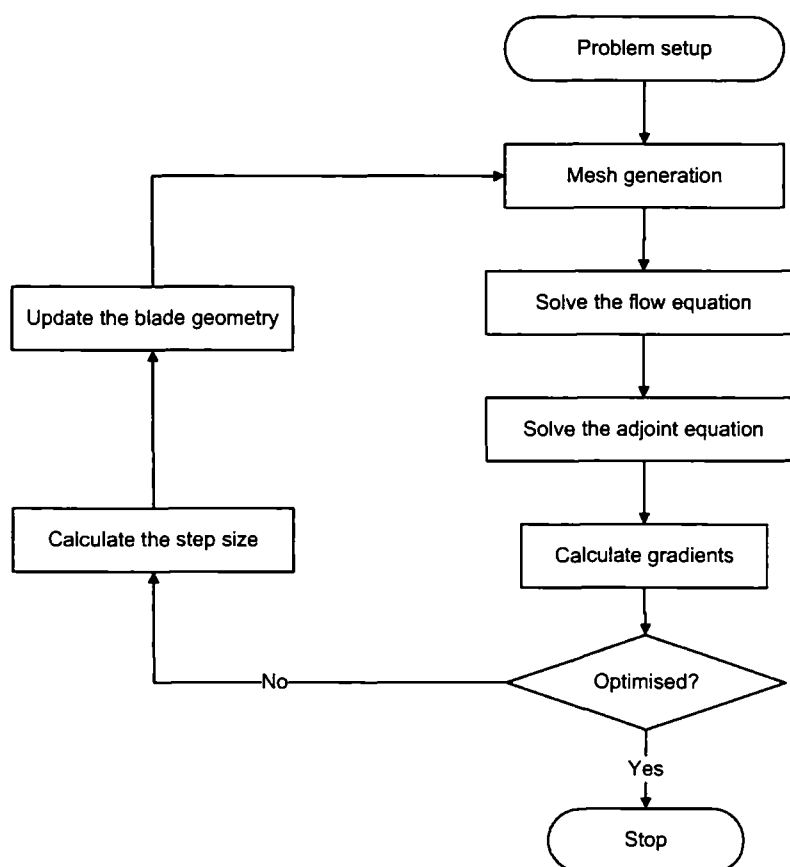 Problem setup
Mesh generation
Solve the flow equation
Update the blade geometry
Solve the adjoint equation
Calculate the step size
Calculate gradients
No
Optimised?
Yes
Stop